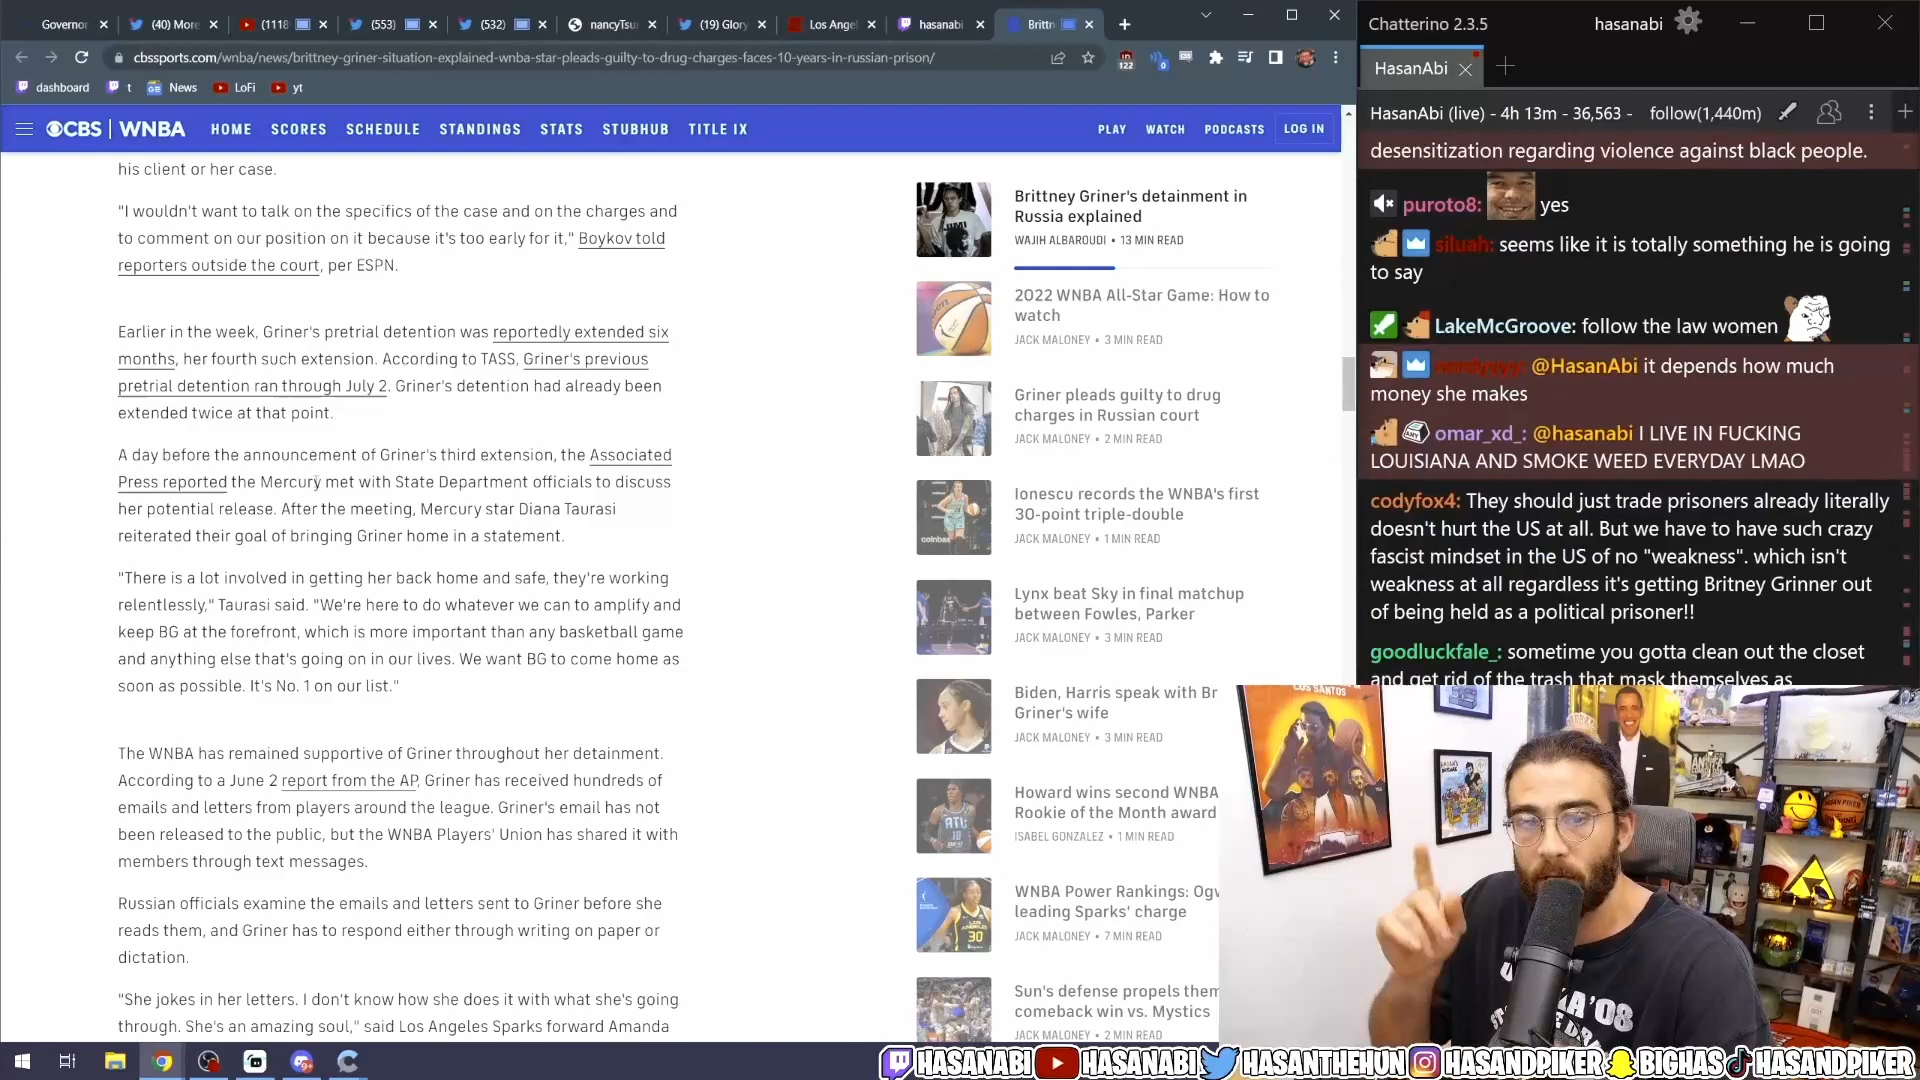 Governor
(40) More
(1118
(553)
(532)
nancyTsu
(19) Glory
Los Angel
hasanabi
Brittn
cbssports.com/wnba/news/brittney-griner-situation-explained-wnba-star-pleads-guilty-to-drug-charges-faces-10-years-in-russian-prison/
122
dashboard
t
News
LoFi
yt
CBS | WNBA
HOME
SCORES
SCHEDULE
STANDINGS
STATS
STUBHUB
TITLE IX
PLAY
WATCH
PODCASTS
LOG IN
his client or her case.
"I wouldn't want to talk on the specifics of the case and on the charges and
to comment on our position on it because it's too early for it," Boykov told
reporters outside the court, per ESPN.
Earlier in the week, Griner's pretrial detention was reportedly extended six
months, her fourth such extension. According to TASS, Griner's previous
pretrial detention ran through July 2. Griner's detention had already been
extended twice at that point.
A day before the announcement of Griner's third extension, the Associated
Press reported the Mercury met with State Department officials to discuss
her potential release. After the meeting, Mercury star Diana Taurasi
reiterated their goal of bringing Griner home in a statement.
"There is a lot involved in getting her back home and safe, they're working
relentlessly," Taurasi said. "We're here to do whatever we can to amplify and
keep BG at the forefront, which is more important than any basketball game
and anything else that's going on in our lives. We want BG to come home as
soon as possible. It's No. 1 on our list."
The WNBA has remained supportive of Griner throughout her detainment.
According to a June 2 report from the AP, Griner has received hundreds of
emails and letters from players around the league. Griner's email has not
been released to the public, but the WNBA Players' Union has shared it with
members through text messages.
Russian officials examine the emails and letters sent to Griner before she
reads them, and Griner has to respond either through writing on paper or
dictation.
"She jokes in her letters. I don't know how she does it with what she's going
through. She's an amazing soul," said Los Angeles Sparks forward Amanda
Brittney Griner's detainment in
Russia explained
WAJIH ALBAROUDI • 13 MIN READ
2022 WNBA All-Star Game: How to
watch
JACK MALONEY • 3 MIN READ
Griner pleads guilty to drug
charges in Russian court
JACK MALONEY • 2 MIN READ
Ionescu records the WNBA's first
30-point triple-double
JACK MALONEY • 1 MIN READ
Lynx beat Sky in final matchup
between Fowles, Parker
JACK MALONEY • 3 MIN READ
Biden, Harris speak with Br
Griner's wife
JACK MALONEY • 3 MIN READ
Howard wins second WNBA
Rookie of the Month award
ISABEL GONZALEZ • 1 MIN READ
WNBA Power Rankings: Ogw
leading Sparks' charge
JACK MALONEY • 7 MIN READ
Sun's defense propels them
comeback win vs. Mystics
JACK MALONEY • 2 MIN READ
Chatterino 2.3.5
hasanabi
HasanAbi
HasanAbi (live) - 4h 13m - 36,563 - follow(1,440m)
desensitization regarding violence against black people.
puroto8: yes
siluah: seems like it is totally something he is going
to say
LakeMcGroove: follow the law women
@HasanAbi it depends how much
money she makes
omar_xd_: @hasanabi I LIVE IN FUCKING
LOUISIANA AND SMOKE WEED EVERYDAY LMAO
codyfox4: They should just trade prisoners already literally
doesn't hurt the US at all. But we have to have such crazy
fascist mindset in the US of no "weakness". which isn't
weakness at all regardless it's getting Britney Grinner out
of being held as a political prisoner!!
goodluckfale_: sometime you gotta clean out the closet
and get rid of the trash that mask themselves as
LOS SANTOS
HASANABI
HASANABI
HASANTHEHUN
HASANDPIKER
BIGHAS
HASANDPIKER